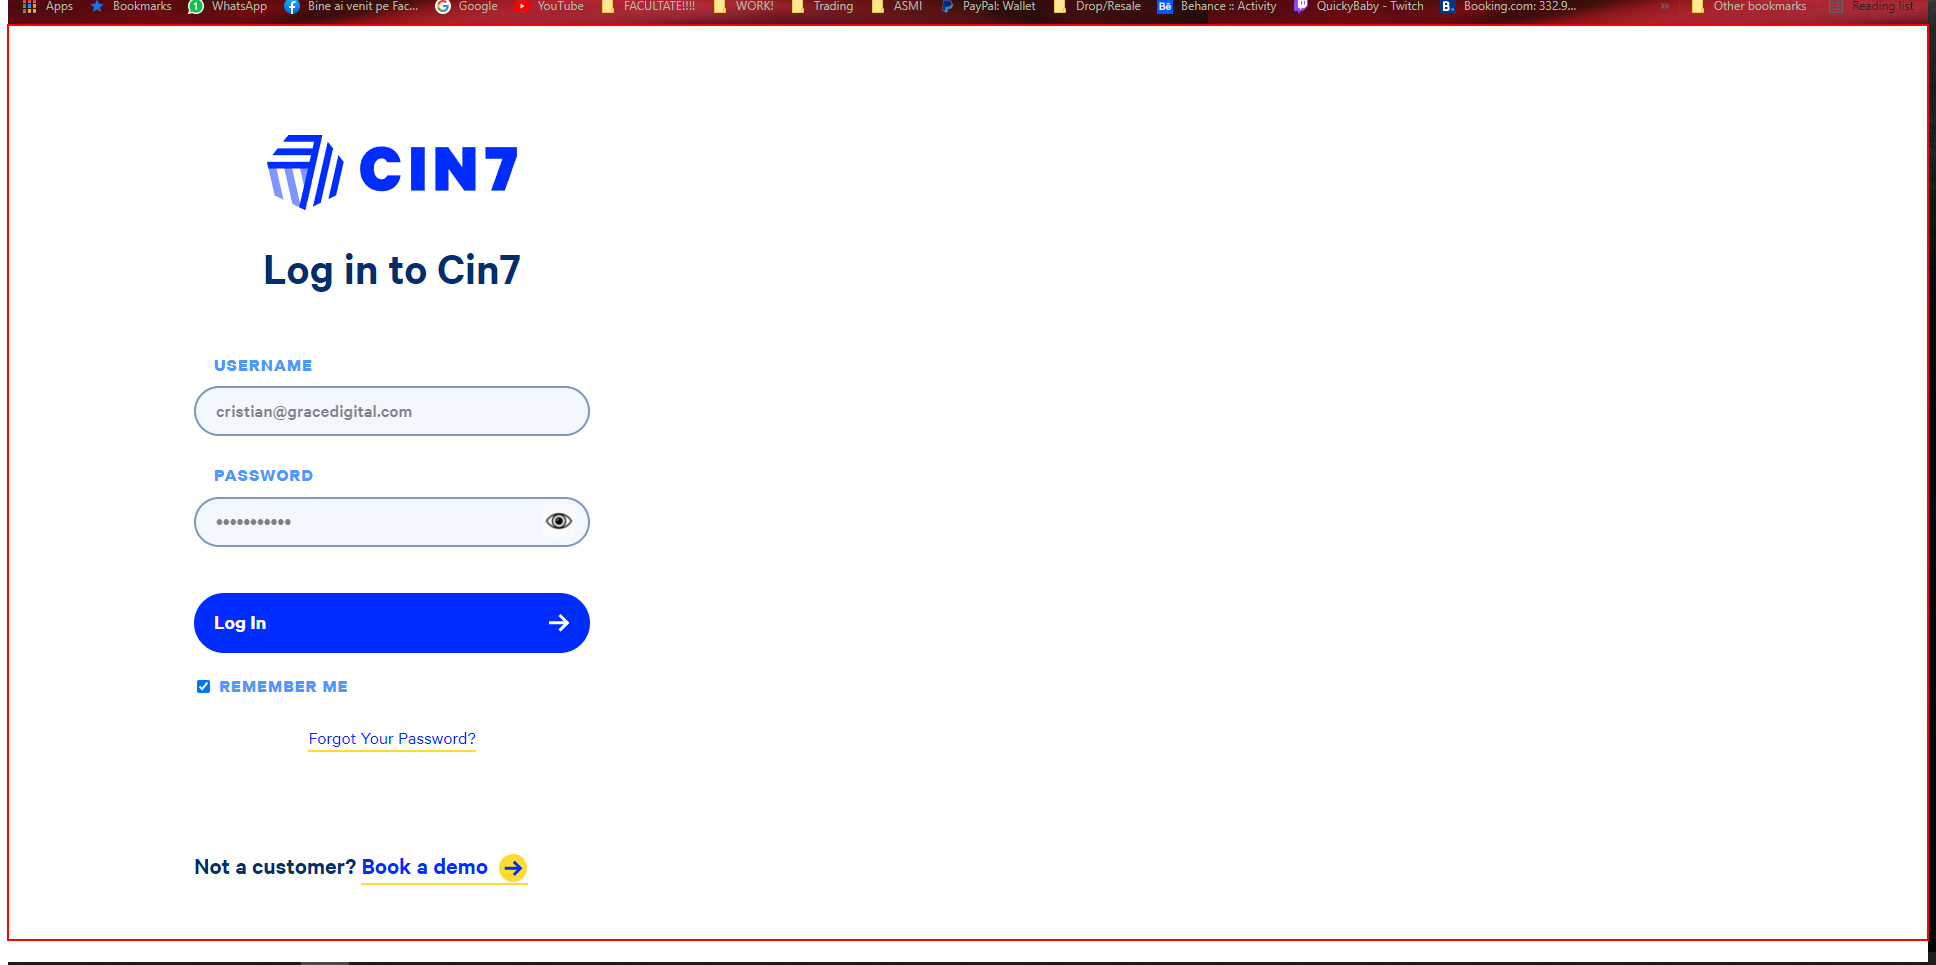 Apps Bookmarks WhatsApp Bine ai venit pe Fac... Google YouTube FACULTATE!!!! WORK! Trading ASMI PayPal: Wallet Drop/Resale Behance :: Activity QuickyBaby - Twitch Booking.com: 332.9... » Other bookmarks Reading list
CIN7
Log in to Cin7
USERNAME
cristian@gracedigital.com
PASSWORD
•••••••••••
Log In
REMEMBER ME
Forgot Your Password?
Not a customer? Book a demo